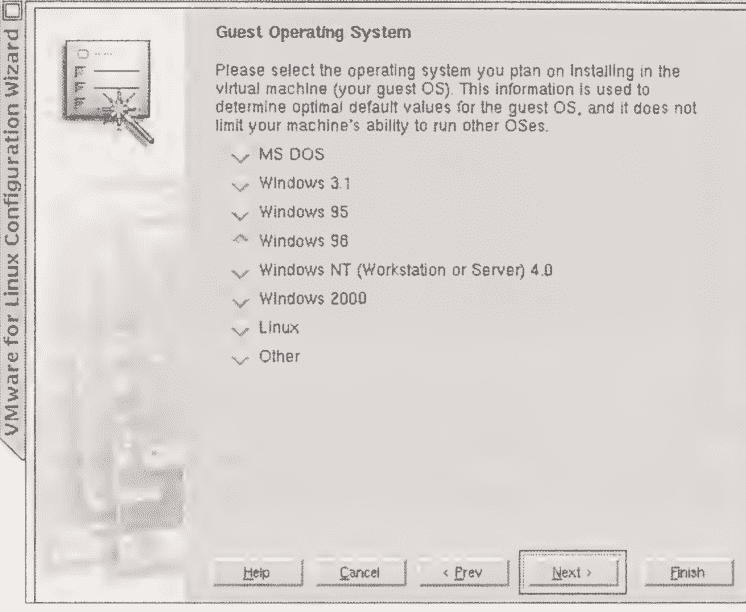 VMware for Linux Configuration Wizard
Guest Operating System
Please select the operating system you plan on installing in the
virtual machine (your guest OS). This information is used to
determine optimal default values for the guest OS, and it does not
limit your machine's ability to run other OSes.
MS DOS
Windows 3.1
Windows 95
Windows 98
Windows NT (Workstation or Server) 4.0
Windows 2000
Linux
Other
Help
Cancel
< Prev
Next >
Finish